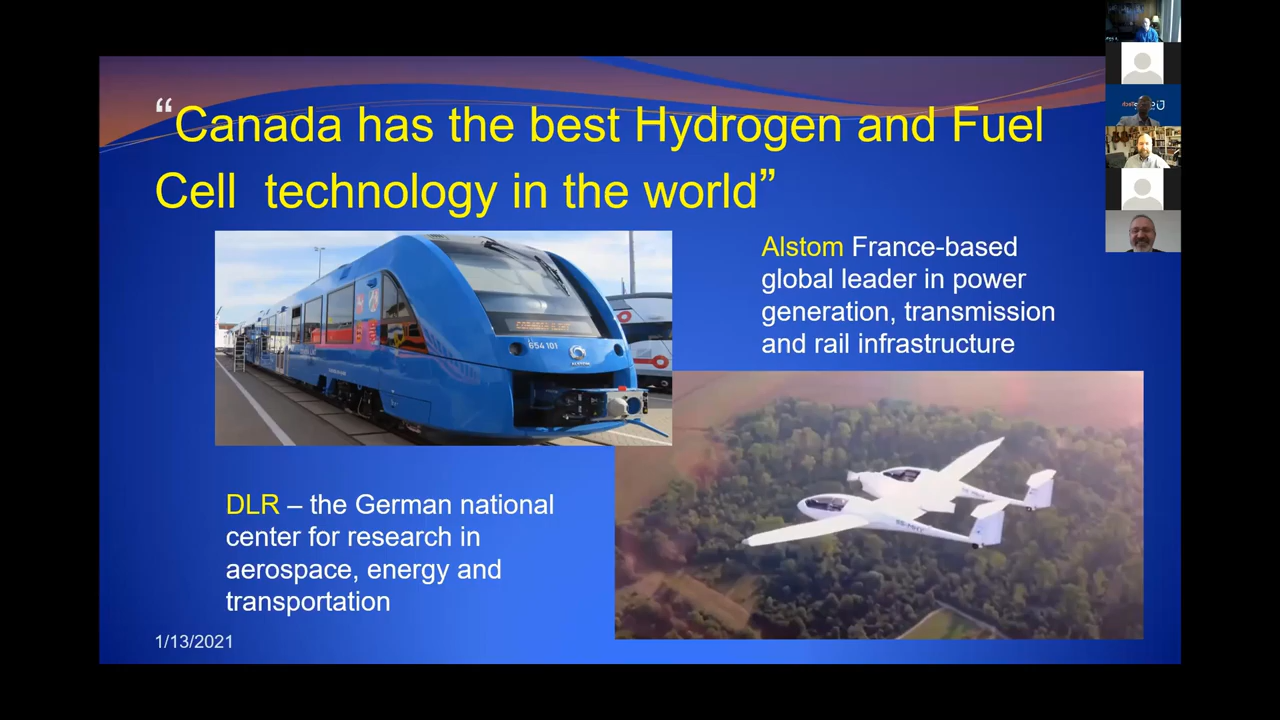 “Canada has the best Hydrogen and Fuel
Cell technology in the world”
Alstom France-based
global leader in power
generation, transmission
and rail infrastructure
654 101
DLR – the German national
center for research in
aerospace, energy and
transportation
1/13/2021